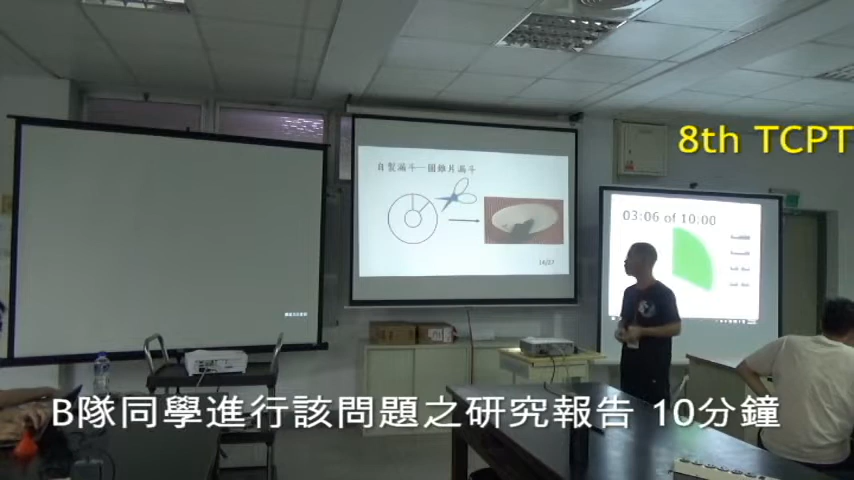 8th TCPT
自製漏斗—圓錐片漏斗
03:06 of 10:00
14/27
B隊同學進行該問題之研究報告 10分鐘